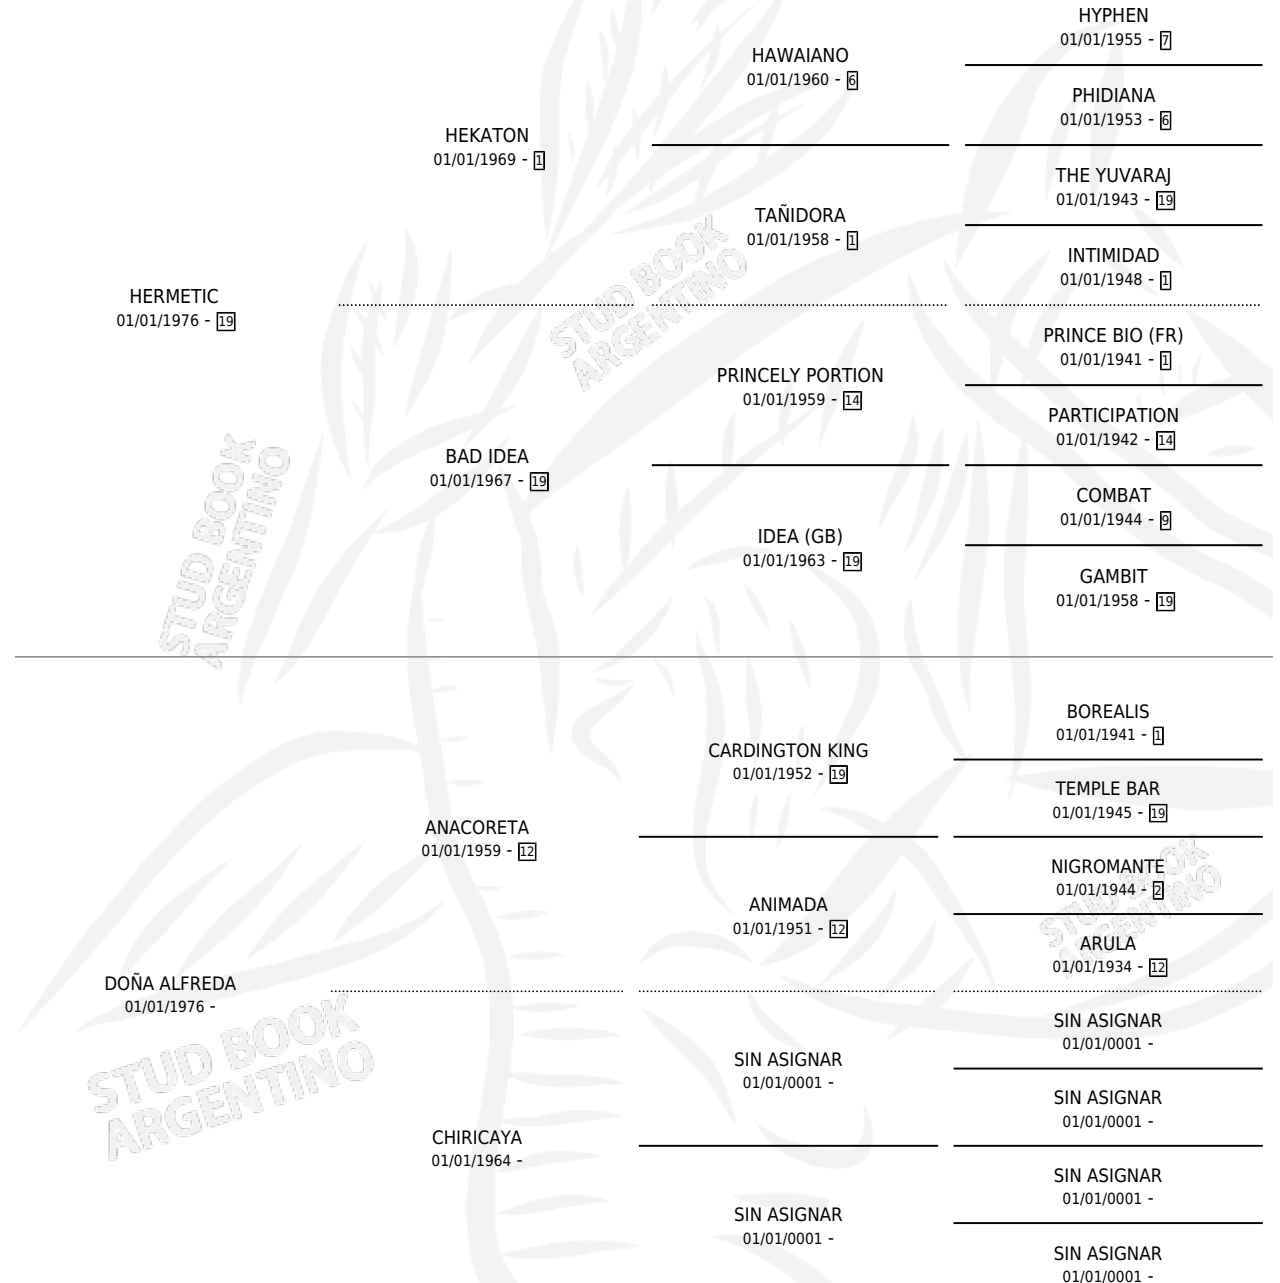 HYPHEN
01/01/1955 - 7
HAWAIANO
01/01/1960 - 6
PHIDIANA
01/01/1953 - 6
HEKATON
01/01/1969 - 1
THE YUVARAJ
01/01/1943 - 19
TAÑIDORA
01/01/1958 - 1
INTIMIDAD
01/01/1948 - 1
HERMETIC
01/01/1976 - 19
PRINCE BIO (FR)
01/01/1941 - 1
PRINCELY PORTION
01/01/1959 - 14
PARTICIPATION
01/01/1942 - 14
BAD IDEA
01/01/1967 - 19
COMBAT
01/01/1944 - 9
IDEA (GB)
01/01/1963 - 19
GAMBIT
01/01/1958 - 19
STUD BOOK
ARGENTINO
STUD BOOK
ARGENTINO
BOREALIS
01/01/1941 - 1
CARDINGTON KING
01/01/1952 - 19
TEMPLE BAR
01/01/1945 - 19
ANACORETA
01/01/1959 - 12
NIGROMANTE
01/01/1944 - 2
ANIMADA
01/01/1951 - 12
ARULA
01/01/1934 - 12
STUD BOOK
ARGENTINO
DOÑA ALFREDA
01/01/1976 -
SIN ASIGNAR
01/01/0001 -
SIN ASIGNAR
01/01/0001 -
SIN ASIGNAR
01/01/0001 -
CHIRICAYA
01/01/1964 -
SIN ASIGNAR
01/01/0001 -
SIN ASIGNAR
01/01/0001 -
SIN ASIGNAR
01/01/0001 -
STUD BOOK
ARGENTINO